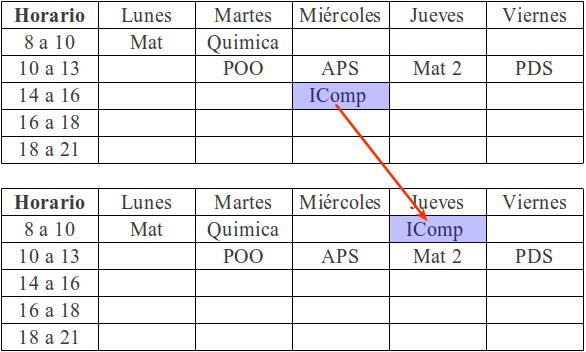 Horario Lunes Martes Miércoles Jueves Viernes
8 a 10 Mat Quimica
10 a 13 POO APS Mat 2 PDS
14 a 16 IComp
16 a 18
18 a 21
Horario Lunes Martes Miércoles Jueves Viernes
8 a 10 Mat Quimica IComp
10 a 13 POO APS Mat 2 PDS
14 a 16
16 a 18
18 a 21